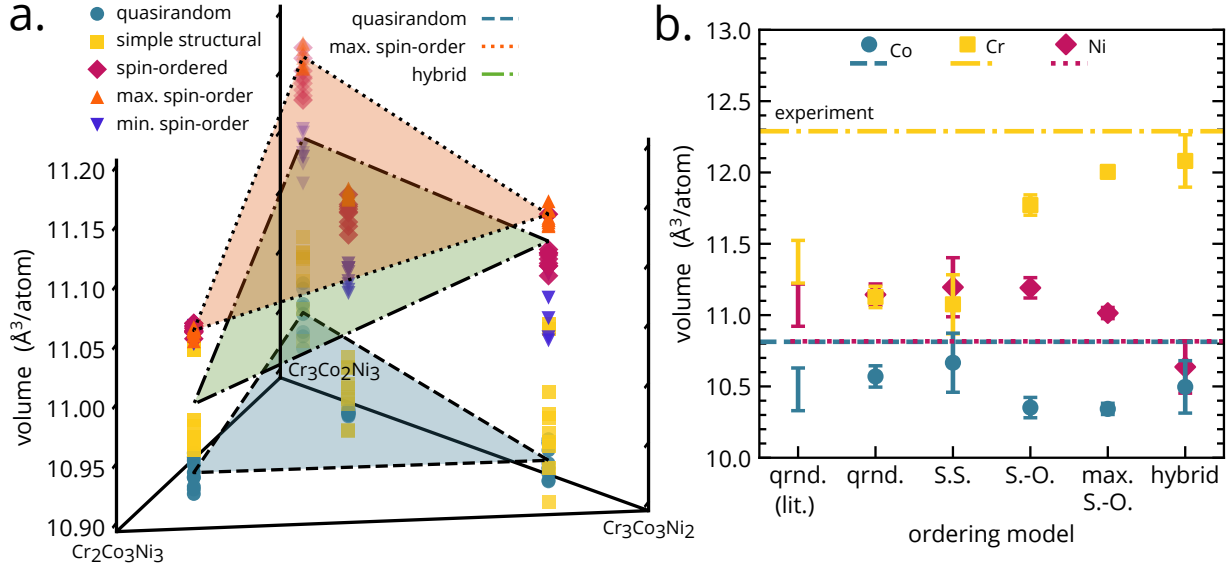 a.
quasirandom
simple structural
spin-ordered
max. spin-order
min. spin-order
quasirandom
max. spin-order
hybrid
volume (Å³/atom)
11.20
11.15
11.10
11.05
11.00
10.95
10.90
Cr₃Co₂Ni₃
Cr₂Co₃Ni₃
Cr₃Co₃Ni₂
b.
Co
Cr
Ni
experiment
volume (Å³/atom)
13.0
12.5
12.0
11.5
11.0
10.5
10.0
qrnd.
(lit.)
qrnd.
S.S.
S.-O.
max.
S.-O.
hybrid
ordering model